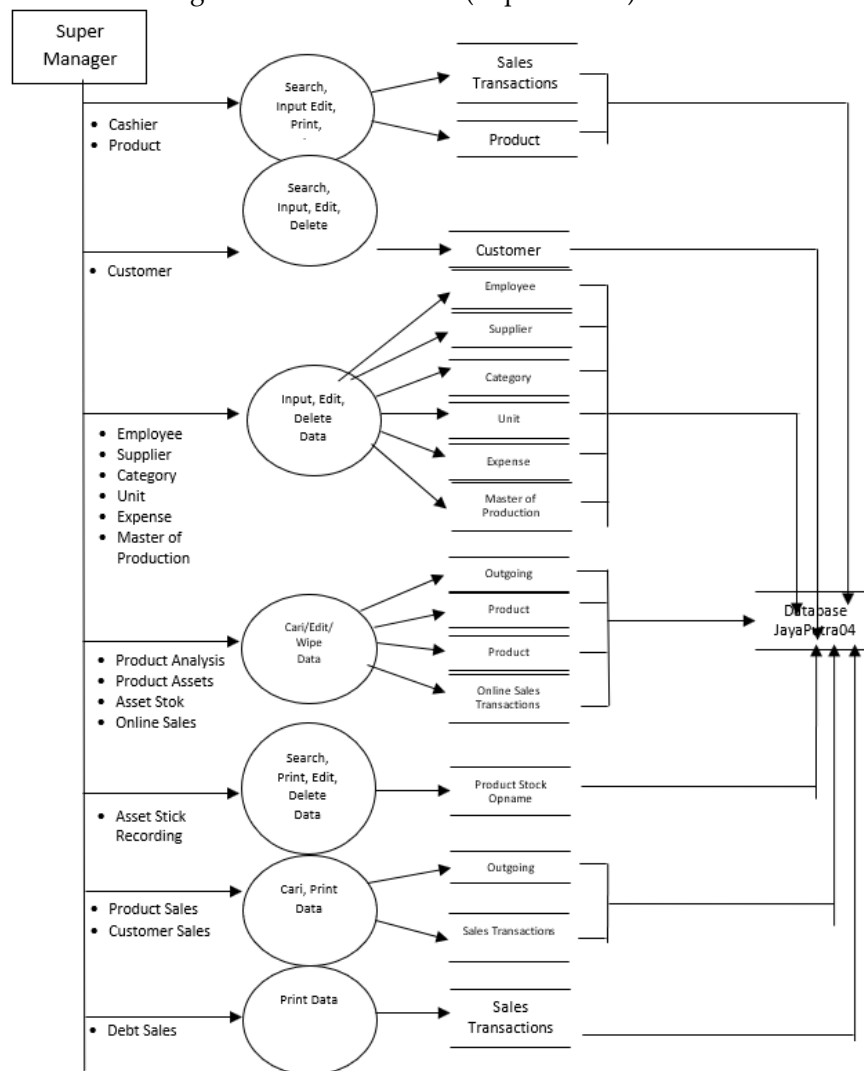 Super
Manager
Search,
Input Edit,
Print,
Sales
Transactions
Product
• Cashier
• Product
Search,
Input, Edit,
Delete
Customer
• Customer
Employee
Supplier
Category
Unit
Expense
Master of
Production
Input, Edit,
Delete
Data
• Employee
• Supplier
• Category
• Unit
• Expense
• Master of
Production
Outgoing
Product
Product
Online Sales
Transactions
Cari/Edit/
Wipe
Data
Database
JayaPutra04
• Product Analysis
• Product Assets
• Asset Stok
• Online Sales
Search,
Print, Edit,
Delete
Data
Product Stock
Opname
• Asset Stick
Recording
Cari, Print
Data
Outgoing
Sales Transactions
• Product Sales
• Customer Sales
Print Data
Sales
Transactions
• Debt Sales